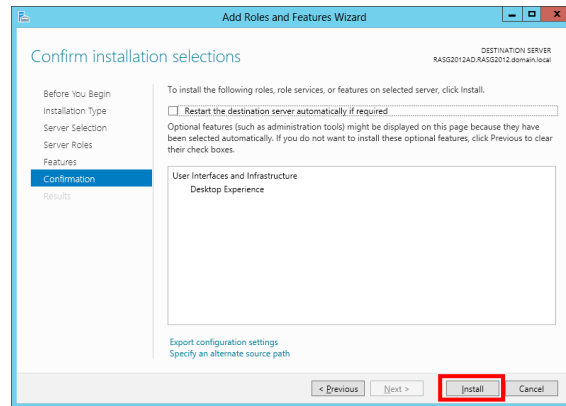 Add Roles and Features Wizard
Confirm installation selections
DESTINATION SERVER
RASG2012AD.RASG2012.domain.local
Before You Begin
Installation Type
Server Selection
Server Roles
Features
Confirmation
Results
To install the following roles, role services, or features on selected server, click Install.
Restart the destination server automatically if required
Optional features (such as administration tools) might be displayed on this page because they have
been selected automatically. If you do not want to install these optional features, click Previous to clear
their check boxes.
User Interfaces and Infrastructure
Desktop Experience
Export configuration settings
Specify an alternate source path
< Previous
Next >
Install
Cancel